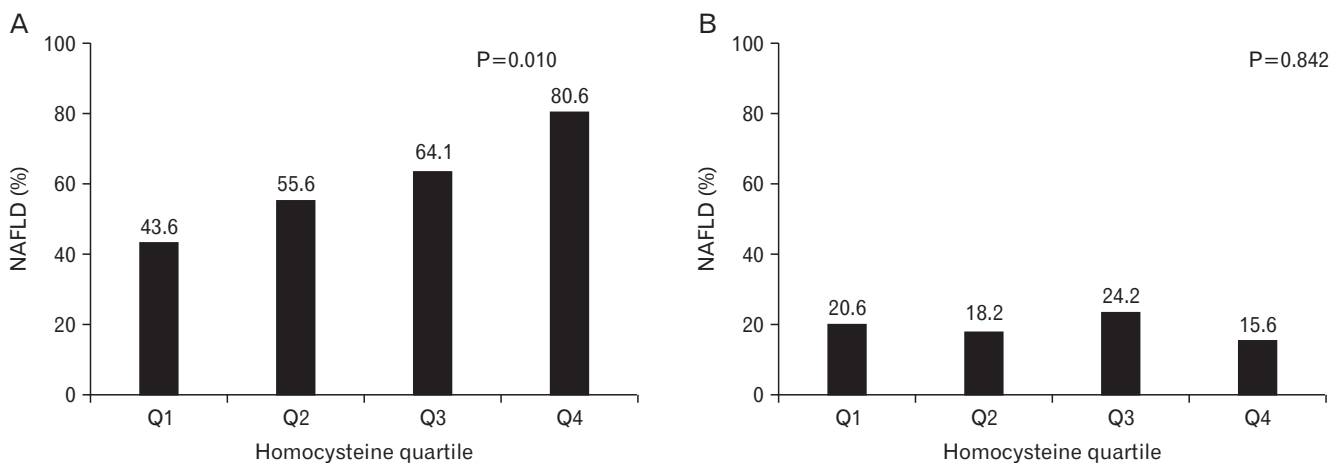 A
P=0.010
NAFLD (%)
100
80
60
40
20
0
43.6
55.6
64.1
80.6
Q1 Q2 Q3 Q4
Homocysteine quartile
B
P=0.842
NAFLD (%)
100
80
60
40
20
0
20.6
18.2
24.2
15.6
Q1 Q2 Q3 Q4
Homocysteine quartile